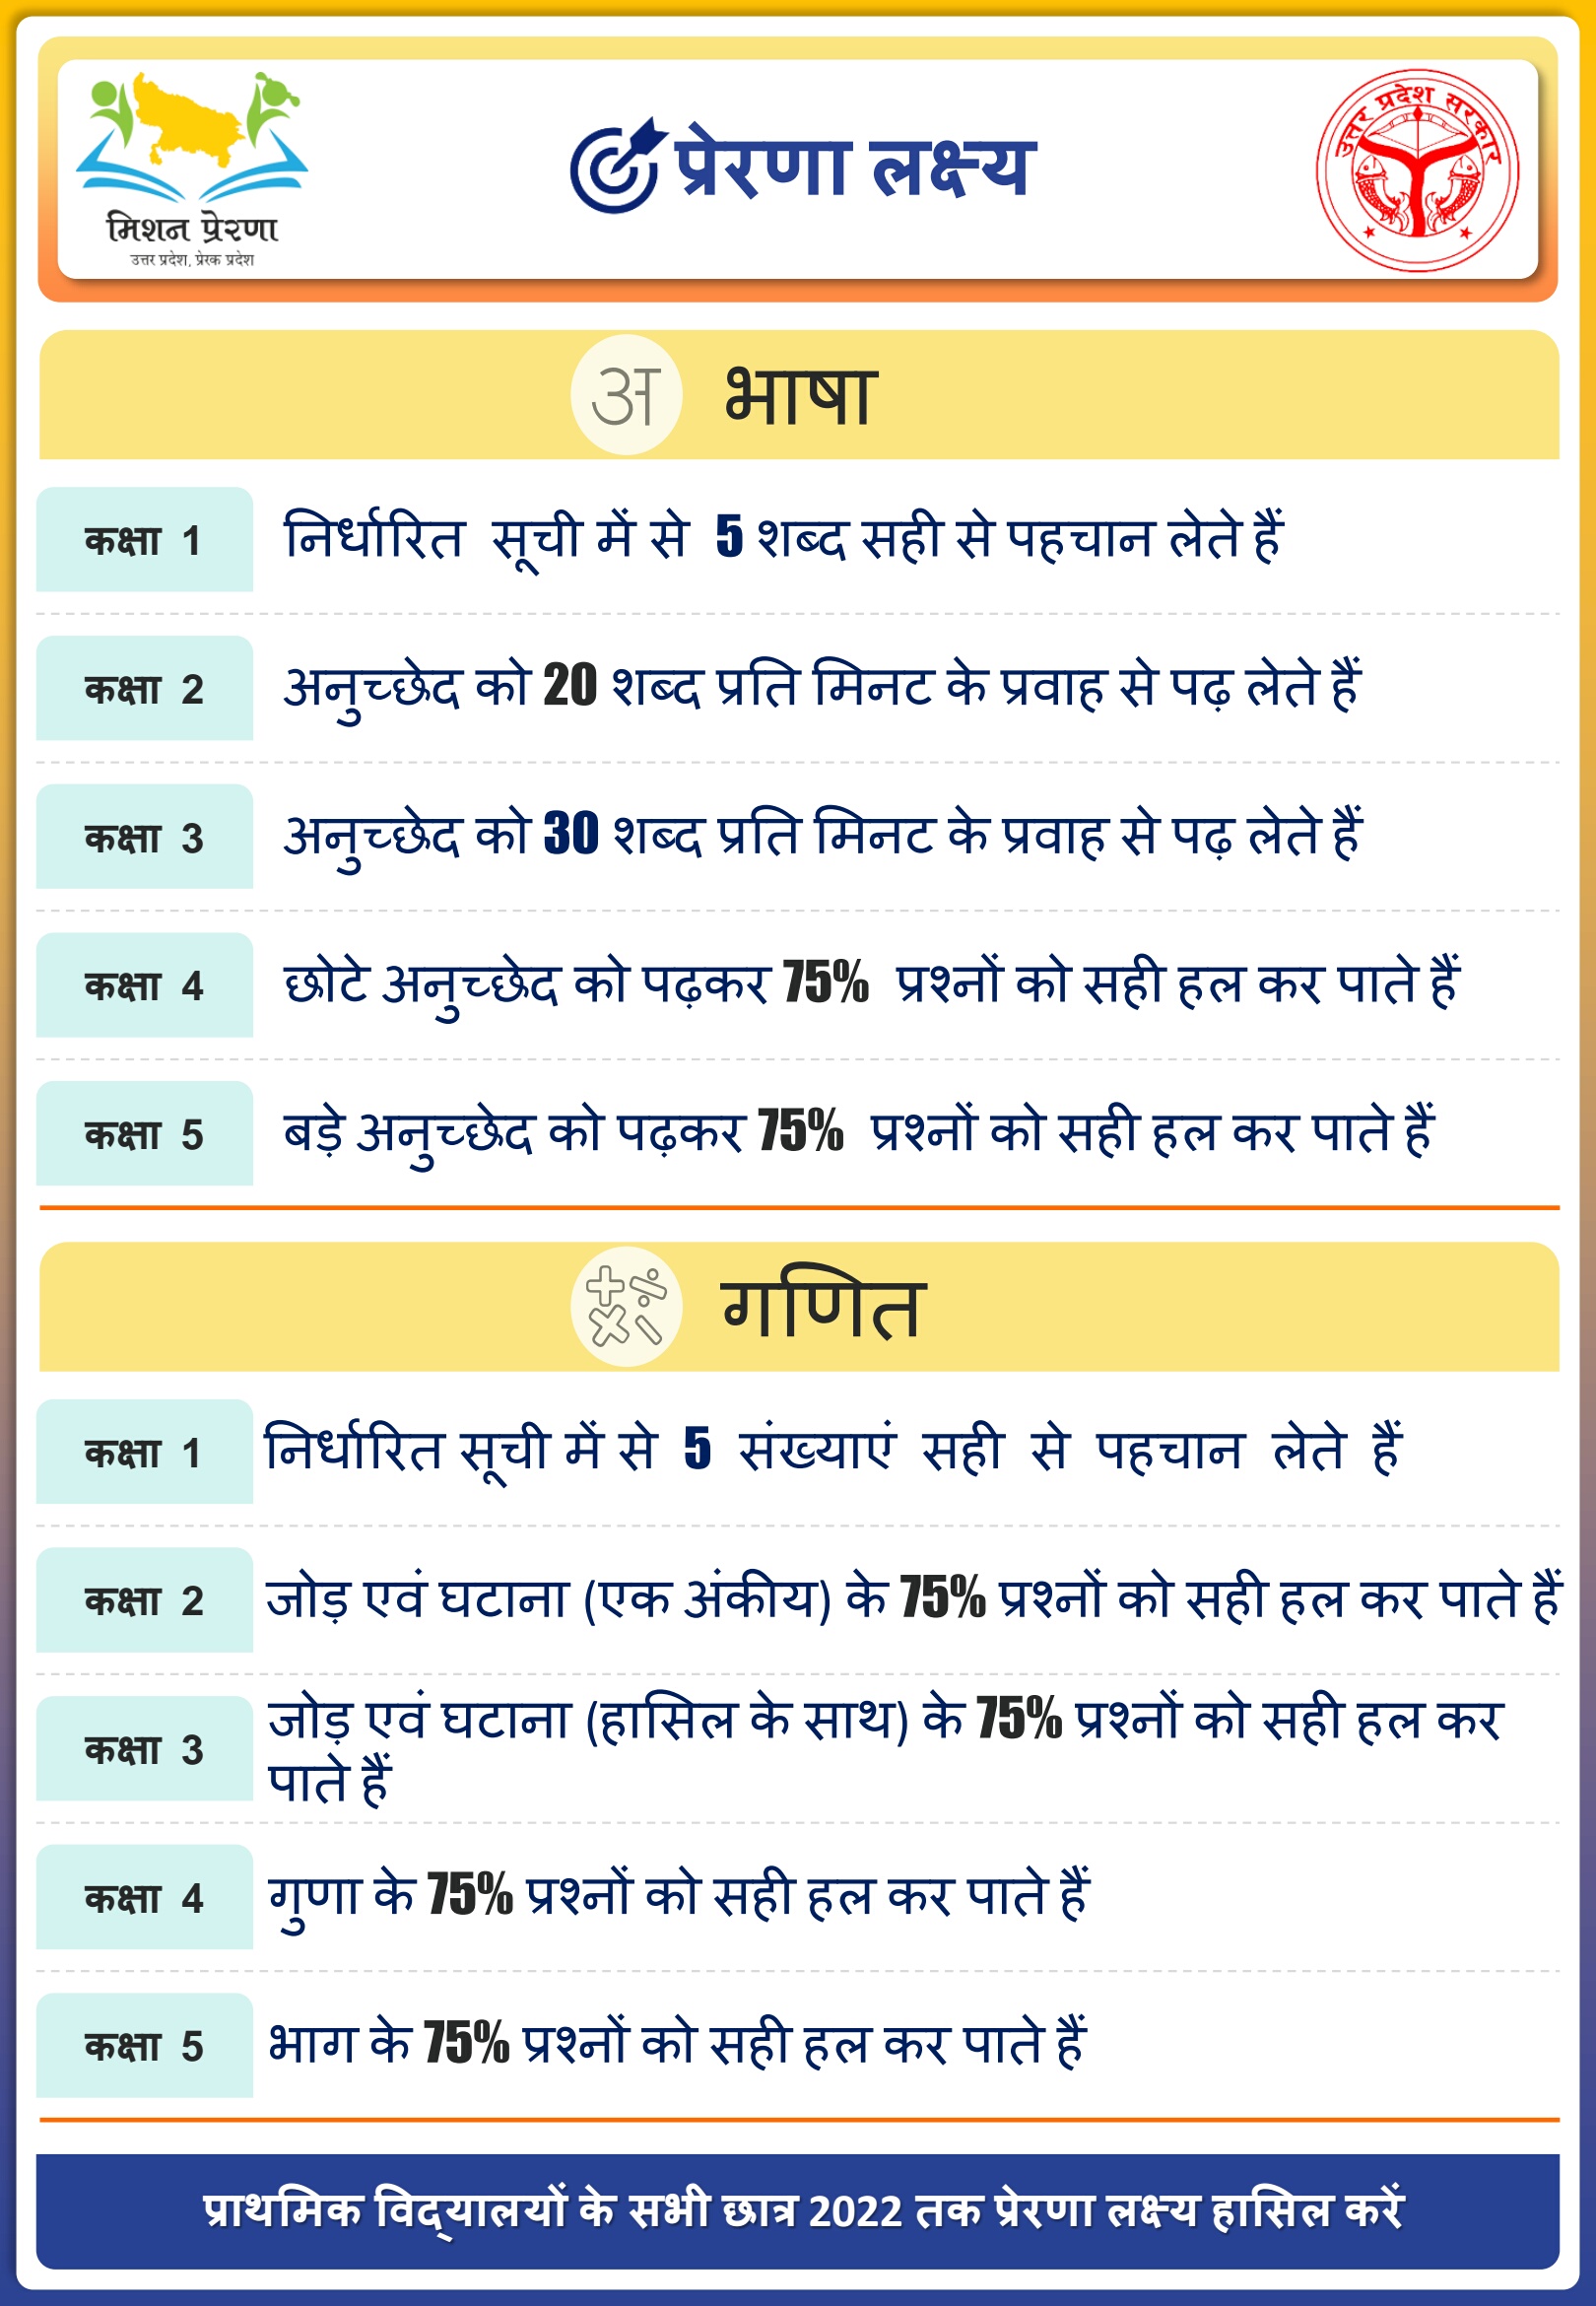 मिशन प्रेरणा
उत्तर प्रदेश, प्रेरक प्रदेश
प्रेरणा लक्ष्य
उत्तर प्रदेश सरकार
अ भाषा
कक्षा 1 निर्धारित सूची में से 5 शब्द सही से पहचान लेते हैं
कक्षा 2 अनुच्छेद को 20 शब्द प्रति मिनट के प्रवाह से पढ़ लेते हैं
कक्षा 3 अनुच्छेद को 30 शब्द प्रति मिनट के प्रवाह से पढ़ लेते हैं
कक्षा 4 छोटे अनुच्छेद को पढ़कर 75% प्रश्नों को सही हल कर पाते हैं
कक्षा 5 बड़े अनुच्छेद को पढ़कर 75% प्रश्नों को सही हल कर पाते हैं
गणित
कक्षा 1 निर्धारित सूची में से 5 संख्याएं सही से पहचान लेते हैं
कक्षा 2 जोड़ एवं घटाना (एक अंकीय) के 75% प्रश्नों को सही हल कर पाते हैं
कक्षा 3 जोड़ एवं घटाना (हासिल के साथ) के 75% प्रश्नों को सही हल कर
पाते हैं
कक्षा 4 गुणा के 75% प्रश्नों को सही हल कर पाते हैं
कक्षा 5 भाग के 75% प्रश्नों को सही हल कर पाते हैं
प्राथमिक विद्यालयों के सभी छात्र 2022 तक प्रेरणा लक्ष्य हासिल करें